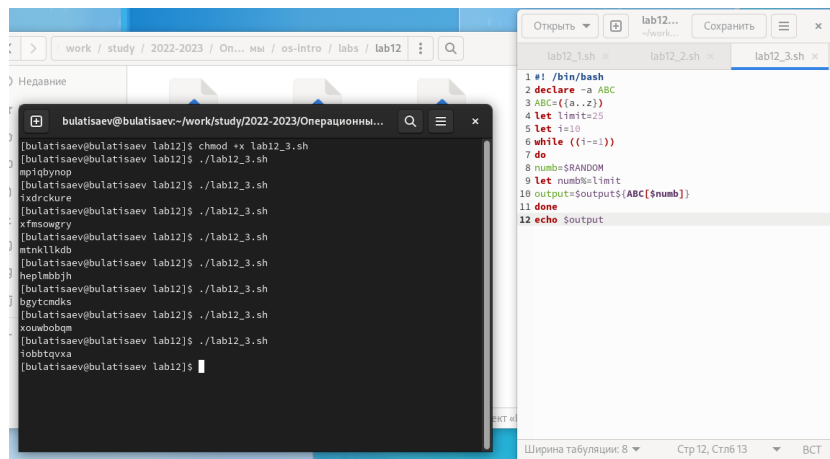 work / study / 2022-2023 / Оп... мы / os-intro / labs / lab12
Недавние
bulatisaev@bulatisaev:~/work/study/2022-2023/Операционны...
[bulatisaev@bulatisaev lab12]$ chmod +x lab12_3.sh
[bulatisaev@bulatisaev lab12]$ ./lab12_3.sh
mpiqbynop
[bulatisaev@bulatisaev lab12]$ ./lab12_3.sh
ixdrckure
[bulatisaev@bulatisaev lab12]$ ./lab12_3.sh
xfmsowgry
[bulatisaev@bulatisaev lab12]$ ./lab12_3.sh
mtnkllkdb
[bulatisaev@bulatisaev lab12]$ ./lab12_3.sh
heplmbbjh
[bulatisaev@bulatisaev lab12]$ ./lab12_3.sh
bgytcmdks
[bulatisaev@bulatisaev lab12]$ ./lab12_3.sh
xouwbobqm
[bulatisaev@bulatisaev lab12]$ ./lab12_3.sh
iobbtqvxa
[bulatisaev@bulatisaev lab12]$
Открыть
lab12...
~/work...
Сохранить
lab12_1.sh × lab12_2.sh × lab12_3.sh ×
1 #! /bin/bash
2 declare -a ABC
3 ABC=({a..z})
4 let limit=25
5 let i=10
6 while ((i-=1))
7 do
8 numb=$RANDOM
9 let numb%=limit
10 output=$output${ABC[$numb]}
11 done
12 echo $output
Ширина табуляции: 8 Стр 12, Стлб 13 ВСТ